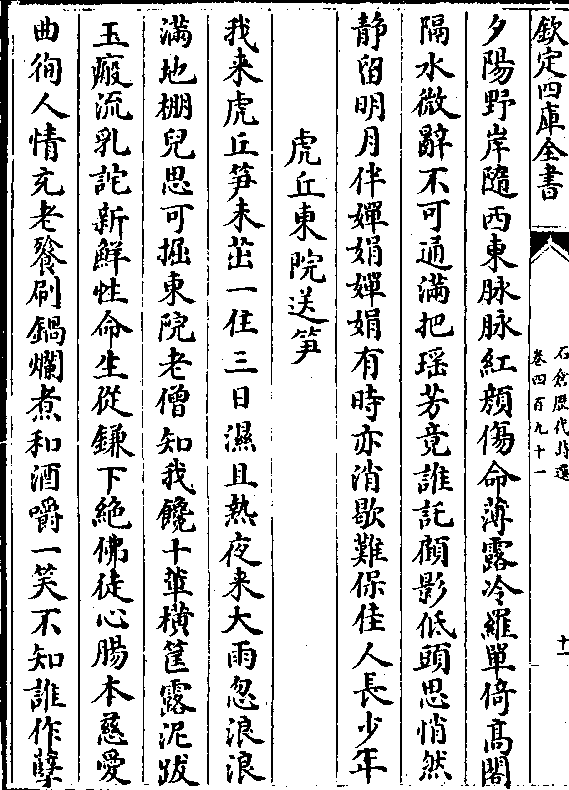 欽定四庫全書
石倉歷代詩選
卷四百九十一
十一
夕陽野岸隨西東脉脉紅顔傷命薄露冷羅單倚高閣
隔水微辭不可通滿把瑶芳竟誰託顧影低頭思悄然
静留明月伴嬋娟嬋娟有時亦消歇難保佳人長少年
虎丘東院送笋
我来虎丘笋未茁一住三日濕且熱夜来大雨忽浪浪
滿地棚兒思可掘東院老僧知我饞十輩横筐露泥跋
玉瘢流乳詫新鮮性命生從鎌下絶佛徒心腸本慈愛
曲徇人情充老餮刷鍋爛煮和酒嚼一笑不知誰作孽